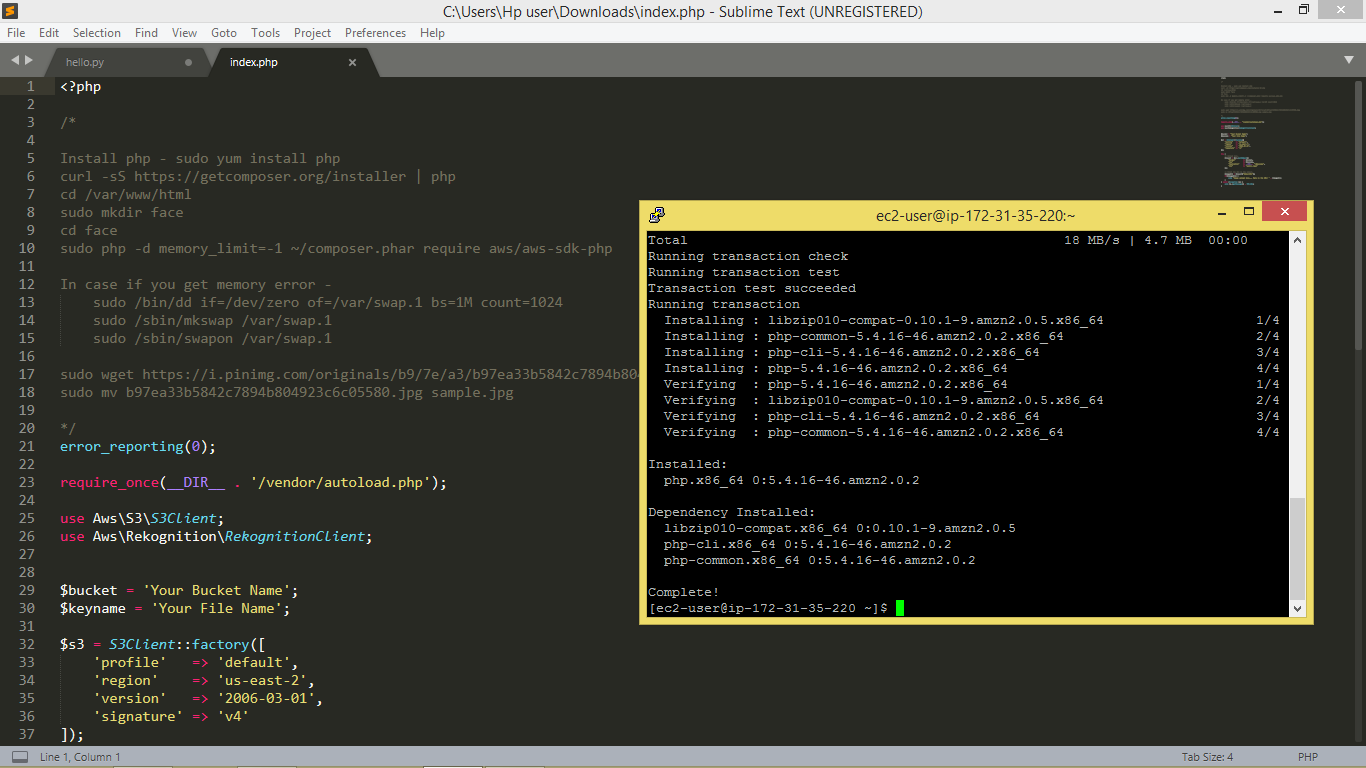 C:\Users\Hp user\Downloads\index.php - Sublime Text (UNREGISTERED)
File Edit Selection Find View Goto Tools Project Preferences Help
hello.py index.php
1 <?php
2
3 /*
4
5 Install php - sudo yum install php
6 curl -sS https://getcomposer.org/installer | php
7 cd /var/www/html
8 sudo mkdir face
9 cd face
10 sudo php -d memory_limit=-1 ~/composer.phar require aws/aws-sdk-php
11
12 In case if you get memory error -
13 sudo /bin/dd if=/dev/zero of=/var/swap.1 bs=1M count=1024
14 sudo /sbin/mkswap /var/swap.1
15 sudo /sbin/swapon /var/swap.1
16
17 sudo wget https://i.pinimg.com/originals/b9/7e/a3/b97ea33b5842c7894b804
18 sudo mv b97ea33b5842c7894b804923c6c05580.jpg sample.jpg
19
20 */
21 error_reporting(0);
22
23 require_once(__DIR__ . '/vendor/autoload.php');
24
25 use Aws\S3\S3Client;
26 use Aws\Rekognition\RekognitionClient;
27
28
29 $bucket = 'Your Bucket Name';
30 $keyname = 'Your File Name';
31
32 $s3 = S3Client::factory([
33 'profile' => 'default',
34 'region' => 'us-east-2',
35 'version' => '2006-03-01',
36 'signature' => 'v4'
37 ]);
ec2-user@ip-172-31-35-220:~
Total 18 MB/s | 4.7 MB 00:00
Running transaction check
Running transaction test
Transaction test succeeded
Running transaction
Installing : libzip010-compat-0.10.1-9.amzn2.0.5.x86_64 1/4
Installing : php-common-5.4.16-46.amzn2.0.2.x86_64 2/4
Installing : php-cli-5.4.16-46.amzn2.0.2.x86_64 3/4
Installing : php-5.4.16-46.amzn2.0.2.x86_64 4/4
Verifying : php-5.4.16-46.amzn2.0.2.x86_64 1/4
Verifying : libzip010-compat-0.10.1-9.amzn2.0.5.x86_64 2/4
Verifying : php-cli-5.4.16-46.amzn2.0.2.x86_64 3/4
Verifying : php-common-5.4.16-46.amzn2.0.2.x86_64 4/4
Installed:
php.x86_64 0:5.4.16-46.amzn2.0.2
Dependency Installed:
libzip010-compat.x86_64 0:0.10.1-9.amzn2.0.5
php-cli.x86_64 0:5.4.16-46.amzn2.0.2
php-common.x86_64 0:5.4.16-46.amzn2.0.2
Complete!
[ec2-user@ip-172-31-35-220 ~]$
Line 1, Column 1 Tab Size: 4 PHP